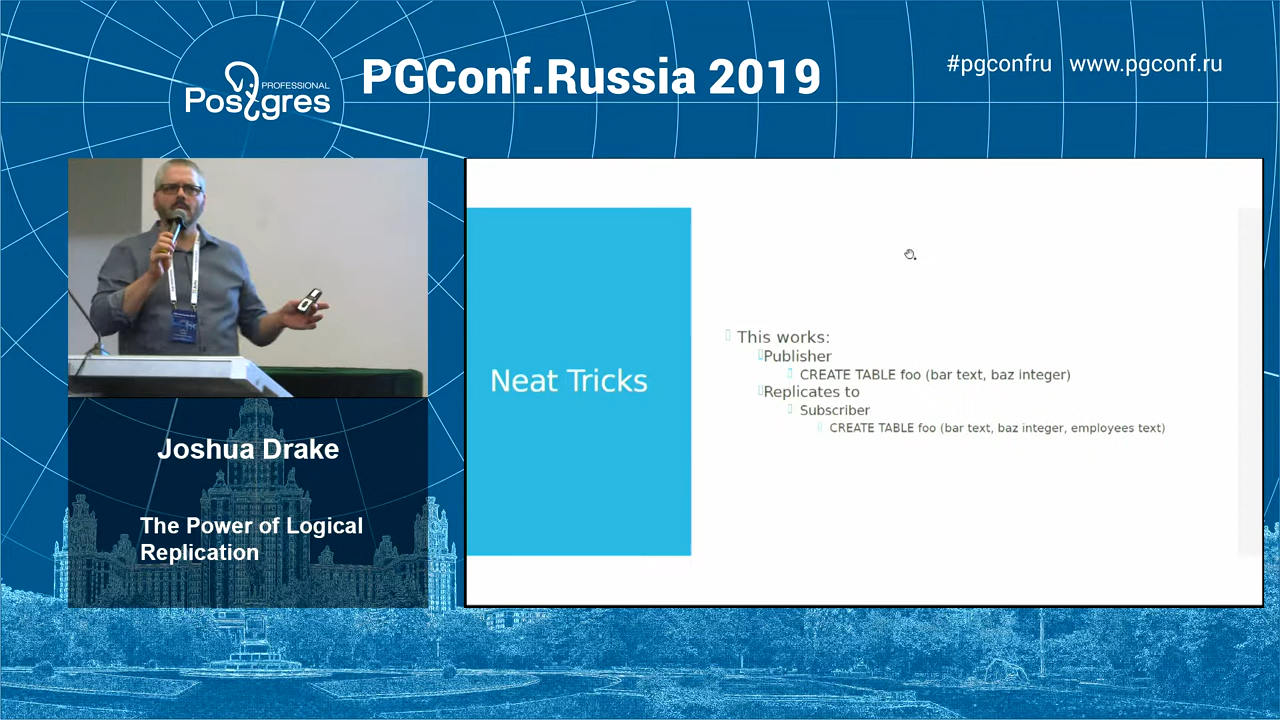 PROFESSIONAL
Postgres
PGConf.Russia 2019
#pgconfru www.pgconf.ru
Neat Tricks
This works:
Publisher
CREATE TABLE foo (bar text, baz integer)
Replicates to
Subscriber
CREATE TABLE foo (bar text, baz integer, employees text)
Joshua Drake
The Power of Logical
Replication